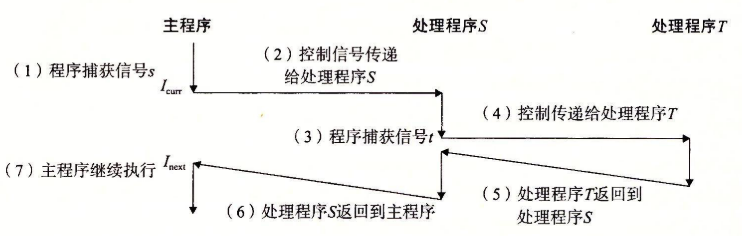 主程序
处理程序S
处理程序T
(1)程序捕获信号s
I_curr
(2)控制信号传递
给处理程序S
(3)程序捕获信号t
(4)控制传递给处理程序T
(5)处理程序T返回到
处理程序S
(6)处理程序S返回到主程序
(7)主程序继续执行
I_next